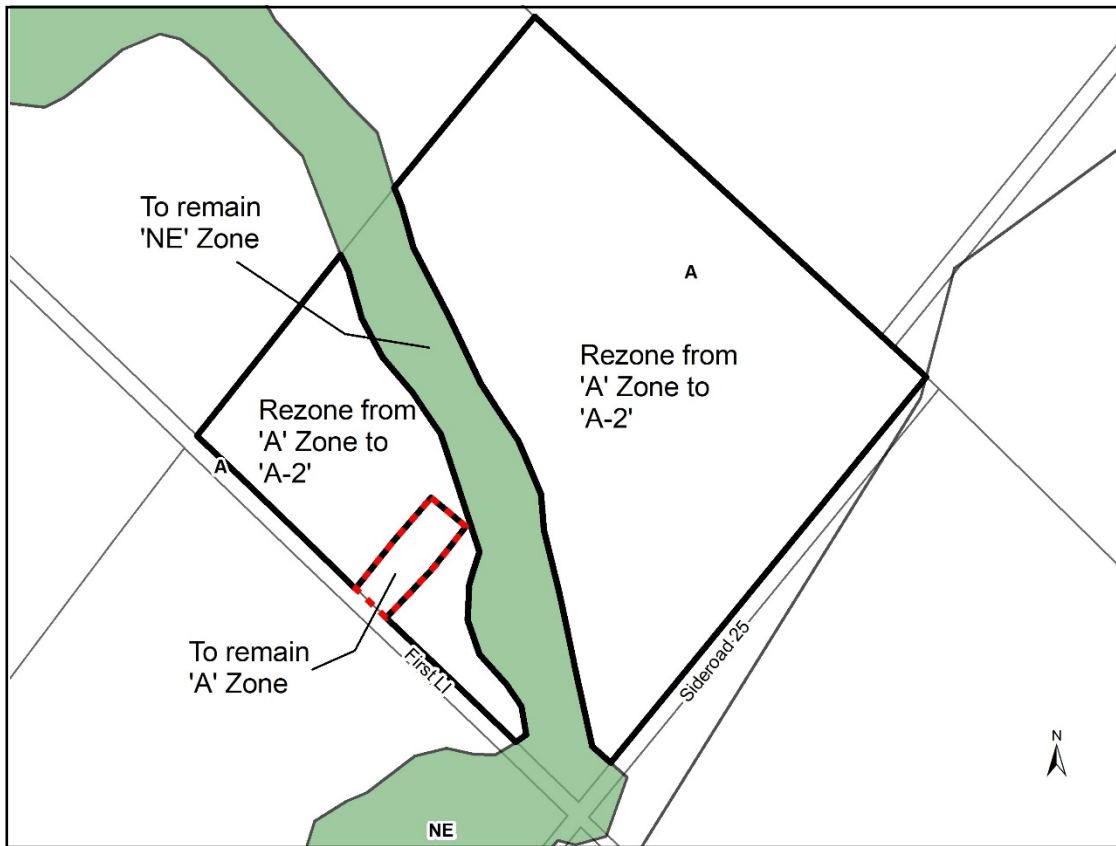 To remain
'NE' Zone
A
Rezone from
'A' Zone to
'A-2'
Rezone from
'A' Zone to
'A-2'
A
To remain
'A' Zone
First LI
Sideroad 25
N
NE